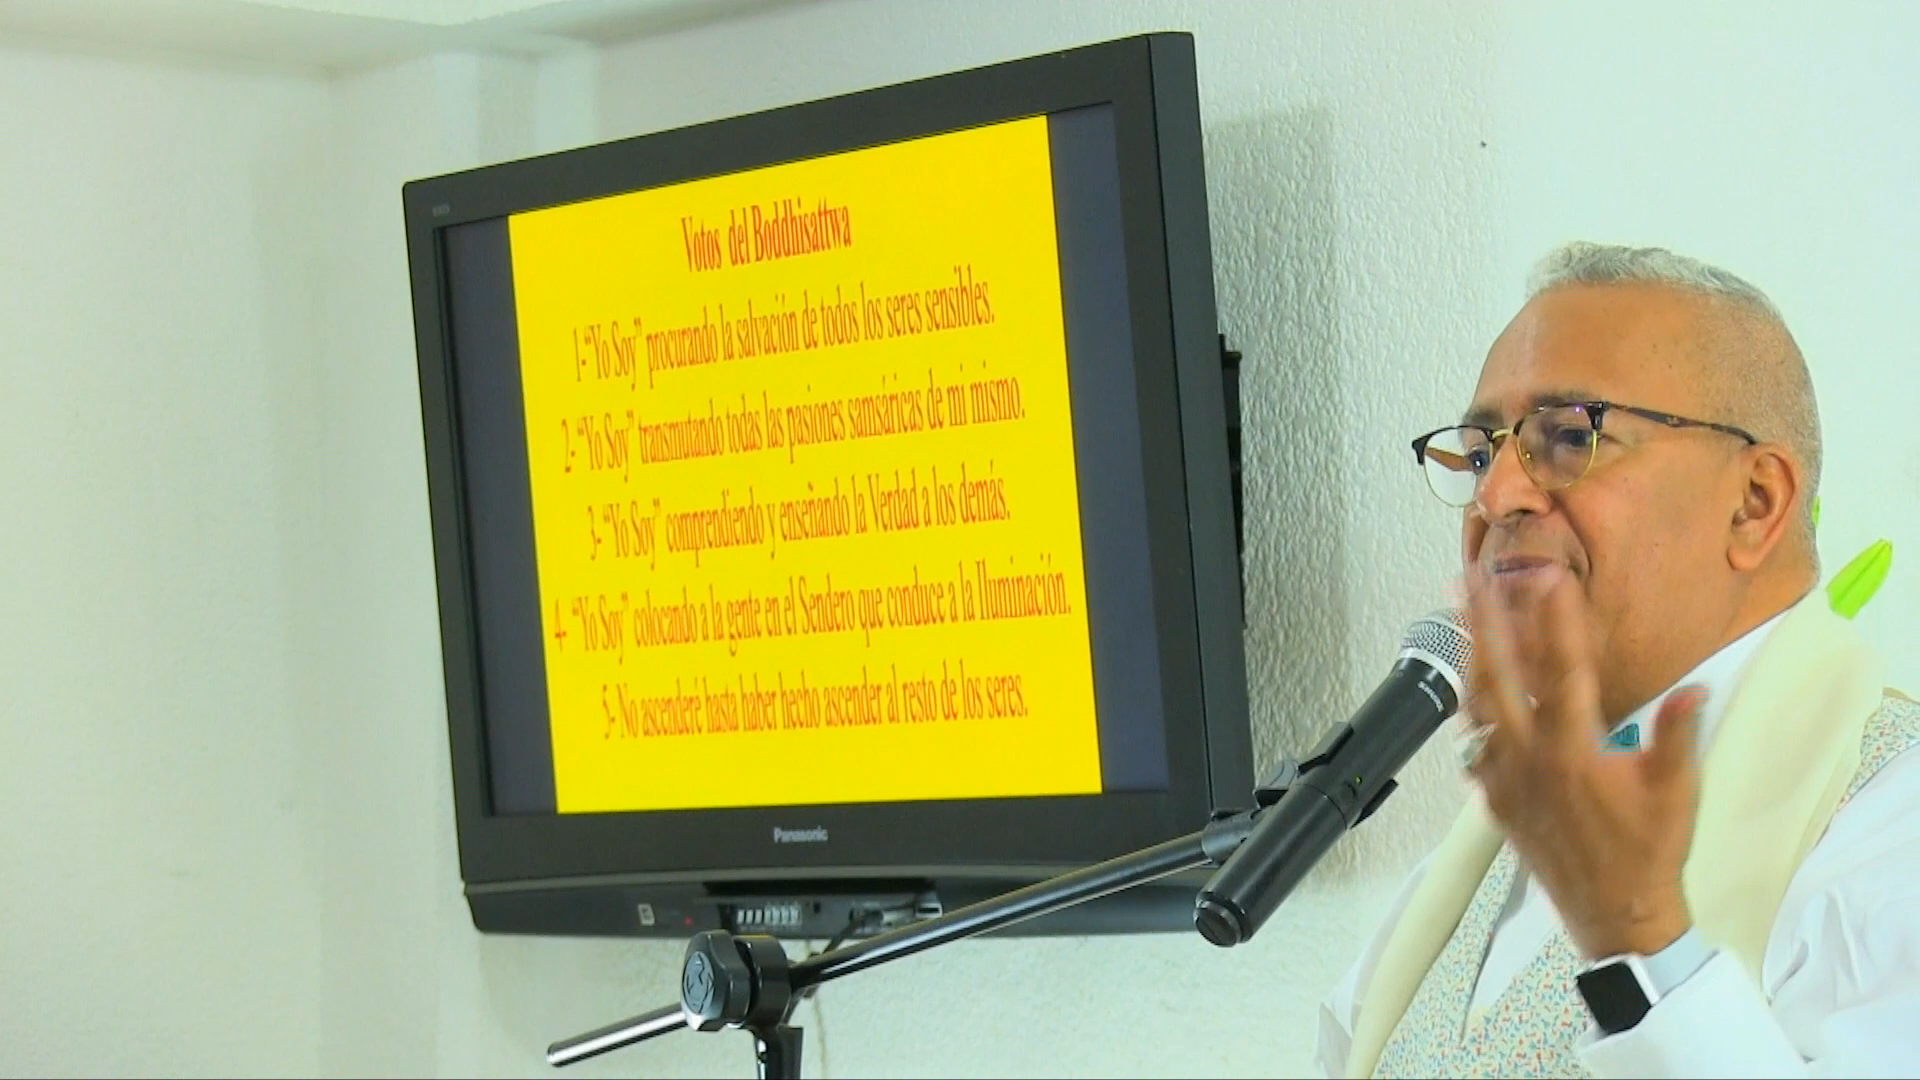 Votos del Boddhisattwa
1-“Yo Soy” procurando la salvación de todos los seres sensibles.
2- “Yo Soy” transmutando todas las pasiones samsáricas de mi mismo.
3- “Yo Soy” comprendiendo y enseñando la Verdad a los demás.
4- “Yo Soy” colocando a la gente en el Sendero que conduce a la Iluminación.
5- No ascenderé hasta haber hecho ascender al resto de los seres.
Panasonic